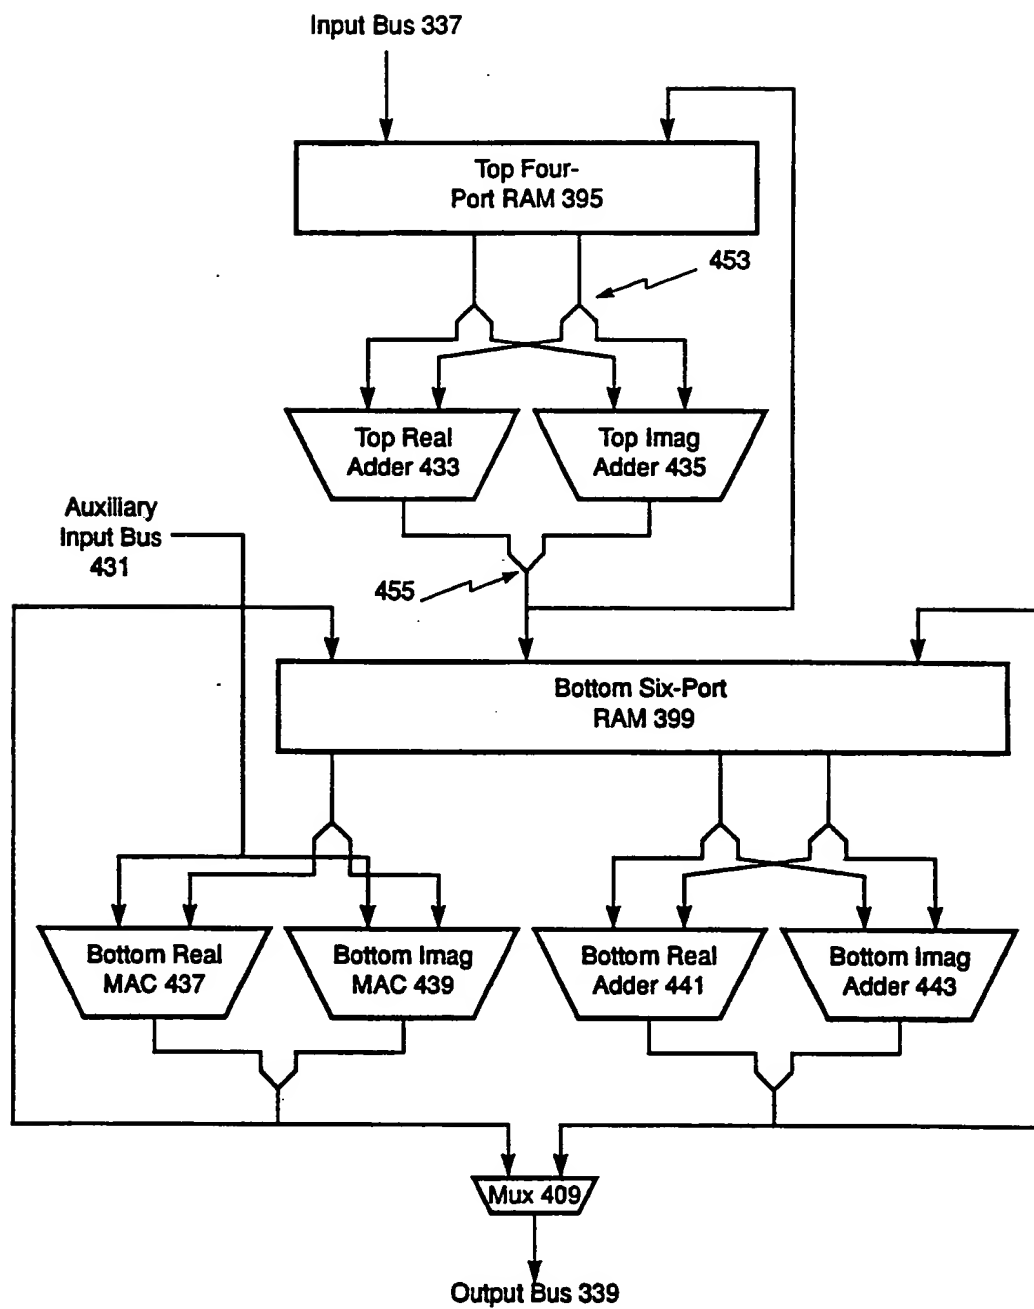 Input Bus 337
Top Four-
Port RAM 395
453
Top Real
Adder 433
Top Imag
Adder 435
Auxiliary
Input Bus
431
455
Bottom Six-Port
RAM 399
Bottom Real
MAC 437
Bottom Imag
MAC 439
Bottom Real
Adder 441
Bottom Imag
Adder 443
Mux 409
Output Bus 339